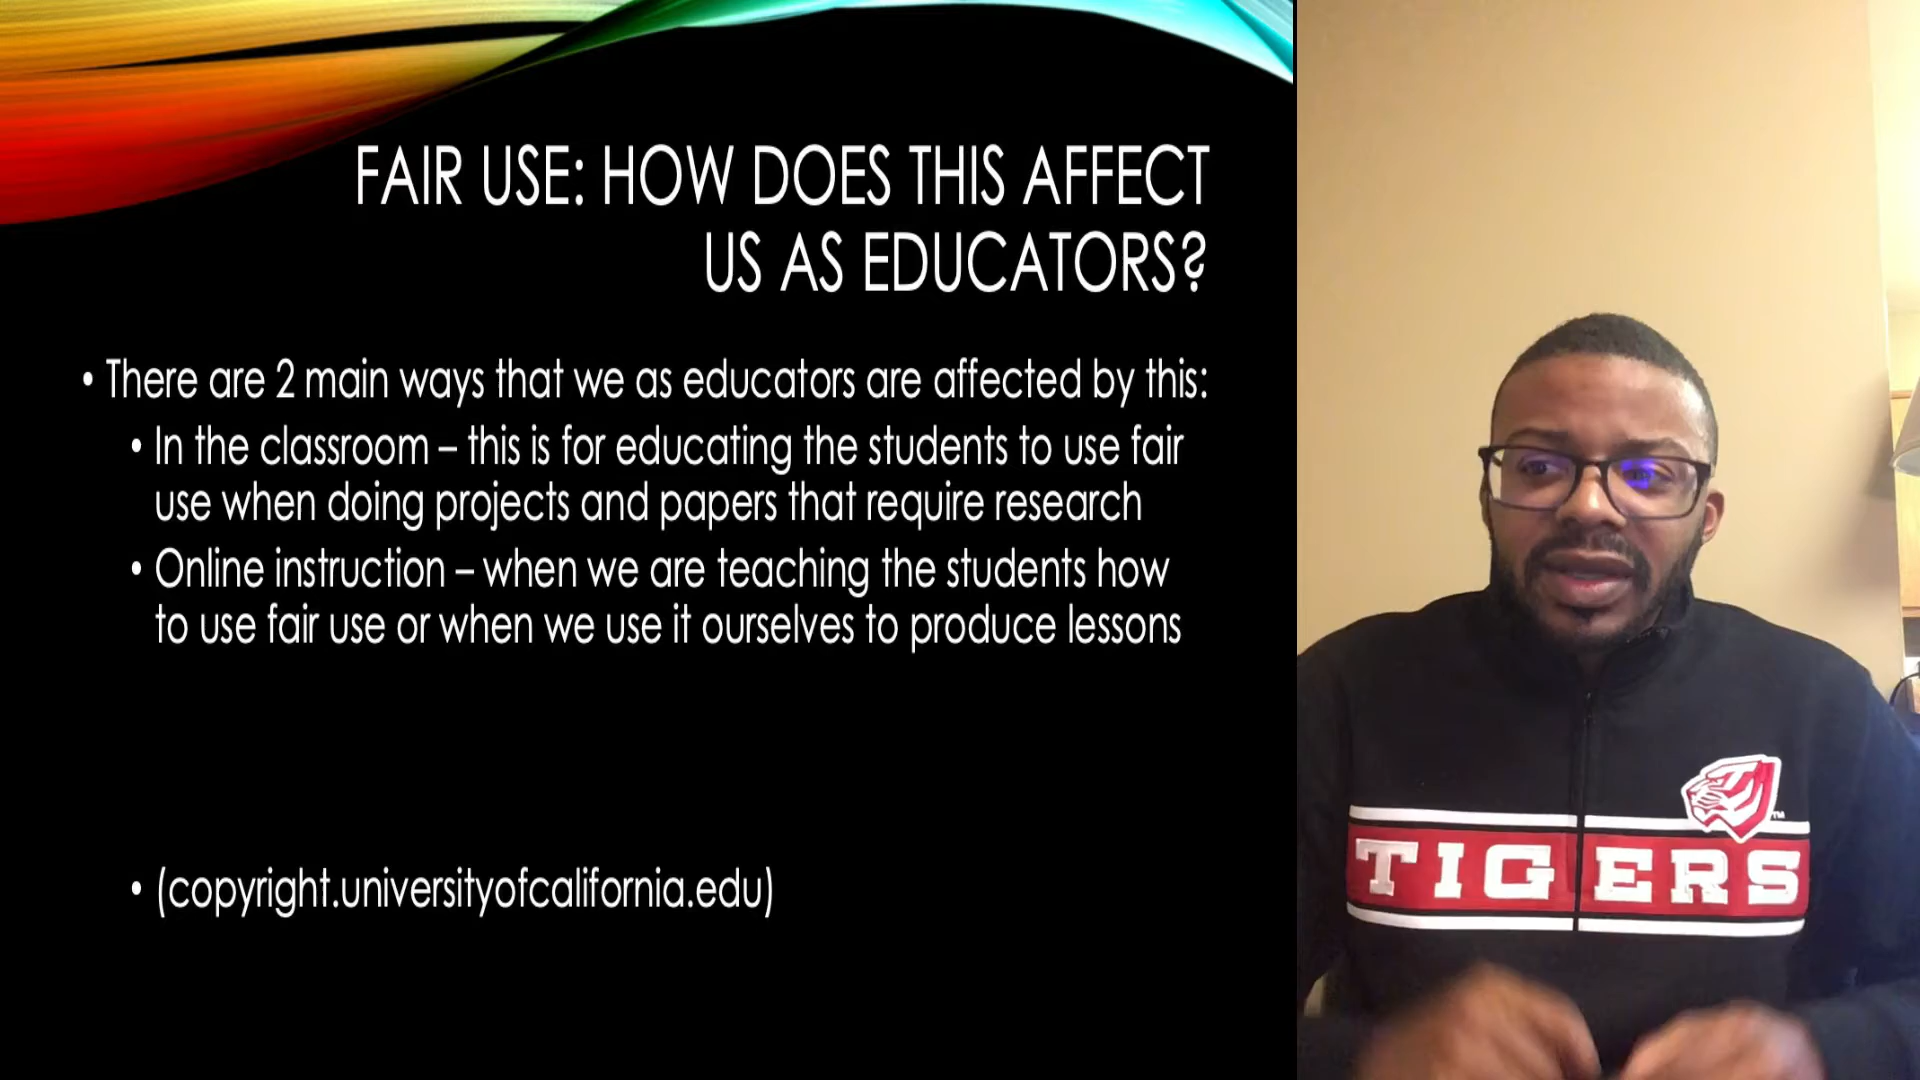 FAIR USE: HOW DOES THIS AFFECT
US AS EDUCATORS?
• There are 2 main ways that we as educators are affected by this:
• In the classroom – this is for educating the students to use fair
use when doing projects and papers that require research
• Online instruction – when we are teaching the students how
to use fair use or when we use it ourselves to produce lessons
• (copyright.universityofcalifornia.edu)
TM
TIGERS